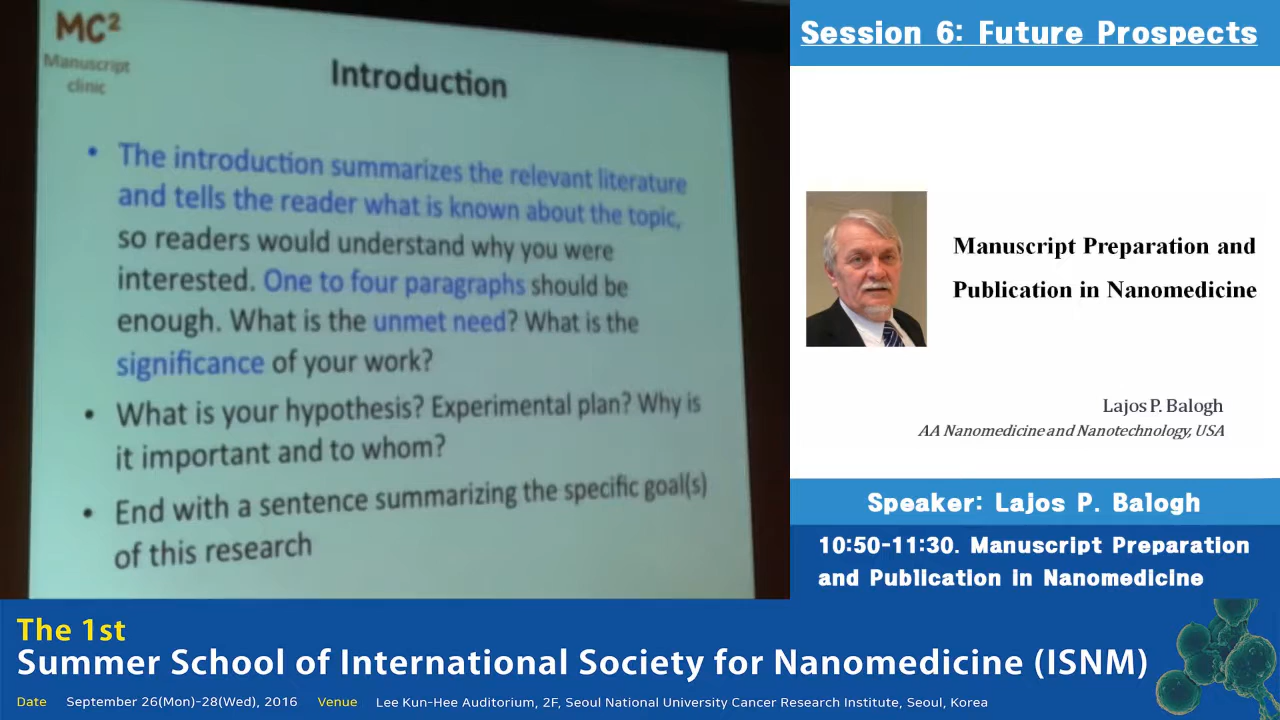 MC²
Manuscript
clinic
Introduction
• The introduction summarizes the relevant literature
and tells the reader what is known about the topic,
so readers would understand why you were
interested. One to four paragraphs should be
enough. What is the unmet need? What is the
significance of your work?
• What is your hypothesis? Experimental plan? Why is
it important and to whom?
• End with a sentence summarizing the specific goal(s)
of this research
Session 6: Future Prospects
Manuscript Preparation and
Publication in Nanomedicine
Lajos P. Balogh
AA Nanomedicine and Nanotechnology, USA
Speaker: Lajos P. Balogh
10:50-11:30. Manuscript Preparation
and Publication in Nanomedicine
The 1st
Summer School of International Society for Nanomedicine (ISNM)
Date September 26(Mon)-28(Wed), 2016 Venue Lee Kun-Hee Auditorium, 2F, Seoul National University Cancer Research Institute, Seoul, Korea